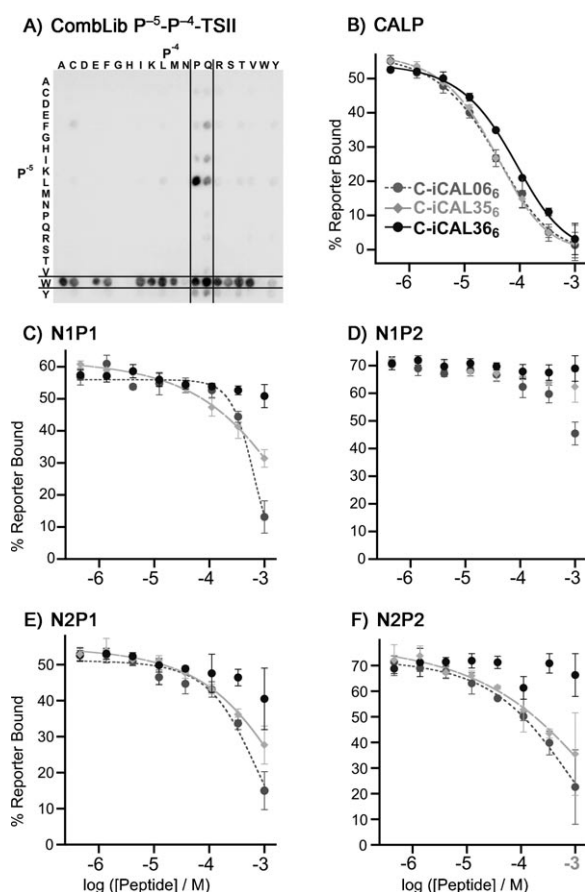 A) CombLib P⁻⁵-P⁻⁴-TSII
P⁻⁴
A C D E F G H I K L M N P Q R S T V W Y
P⁻⁵
A
C
D
E
F
G
H
I
K
L
M
N
P
Q
R
S
T
V
W
Y
B) CALP
% Reporter Bound
50
40
30
20
10
0
C-iCAL06₆
C-iCAL35₆
C-iCAL36₆
-6 -5 -4 -3
C) N1P1
% Reporter Bound
60
50
40
30
20
10
0
-6 -5 -4 -3
D) N1P2
70
60
50
40
30
20
10
0
-6 -5 -4 -3
E) N2P1
% Reporter Bound
50
40
30
20
10
0
-6 -5 -4 -3
log ([Peptide] / M)
F) N2P2
70
60
50
40
30
20
10
0
-6 -5 -4 -3
log ([Peptide] / M)